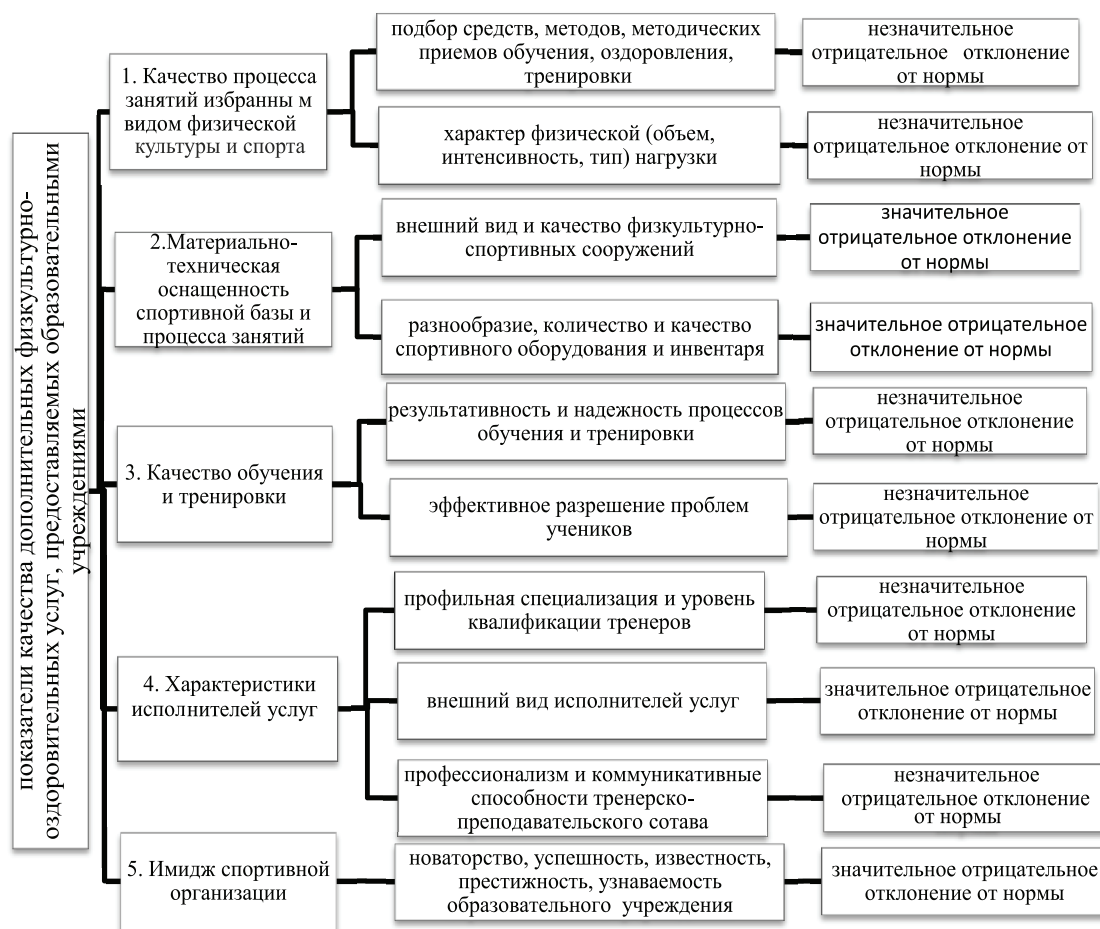 показатели качества дополнительных физкультурно-
оздоровительных услуг, предоставляемых образовательными
учреждениями
1. Качество процесса
занятий избранны м
видом физической
культуры и спорта
подбор средств, методов, методических
приемов обучения, оздоровления,
тренировки
незначительное
отрицательное отклонение
от нормы
характер физической (объем,
интенсивность, тип) нагрузки
незначительное
отрицательное отклонение от
нормы
2.Материально-
техническая
оснащенность
спортивной базы и
процесса занятий
внешний вид и качество физкультурно-
спортивных сооружений
значительное
отрицательное отклонение
от нормы
разнообразие, количество и качество
спортивного оборудования и инвентаря
значительное отрицательное
отклонение от нормы
3. Качество обучения
и тренировки
результативность и надежность процессов
обучения и тренировки
незначительное
отрицательное отклонение
от нормы
эффективное разрешение проблем
учеников
незначительное
отрицательное отклонение от
нормы
4. Характеристики
исполнителей услуг
профильная специализация и уровень
квалификации тренеров
незначительное
отрицательное отклонение
от нормы
внешний вид исполнителей услуг
значительное отрицательное
отклонение от нормы
профессионализм и коммуникативные
способности тренерско-
преподавательского сотава
незначительное
отрицательное отклонение
от нормы
5. Имидж спортивной
организации
новаторство, успешность, известность,
престижность, узнаваемость
образовательного учреждения
значительное отрицательное
отклонение от нормы